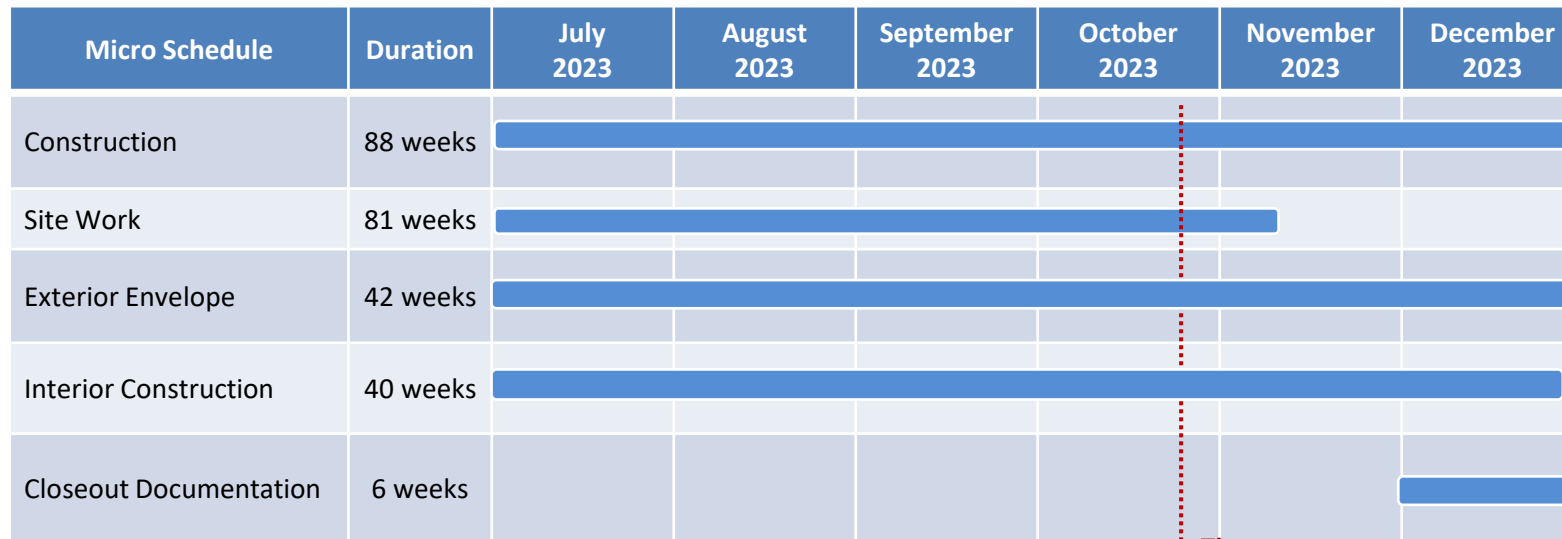 Micro Schedule Duration July 2023 August 2023 September 2023 October 2023 November 2023 December 2023
Construction 88 weeks
Site Work 81 weeks
Exterior Envelope 42 weeks
Interior Construction 40 weeks
Closeout Documentation 6 weeks